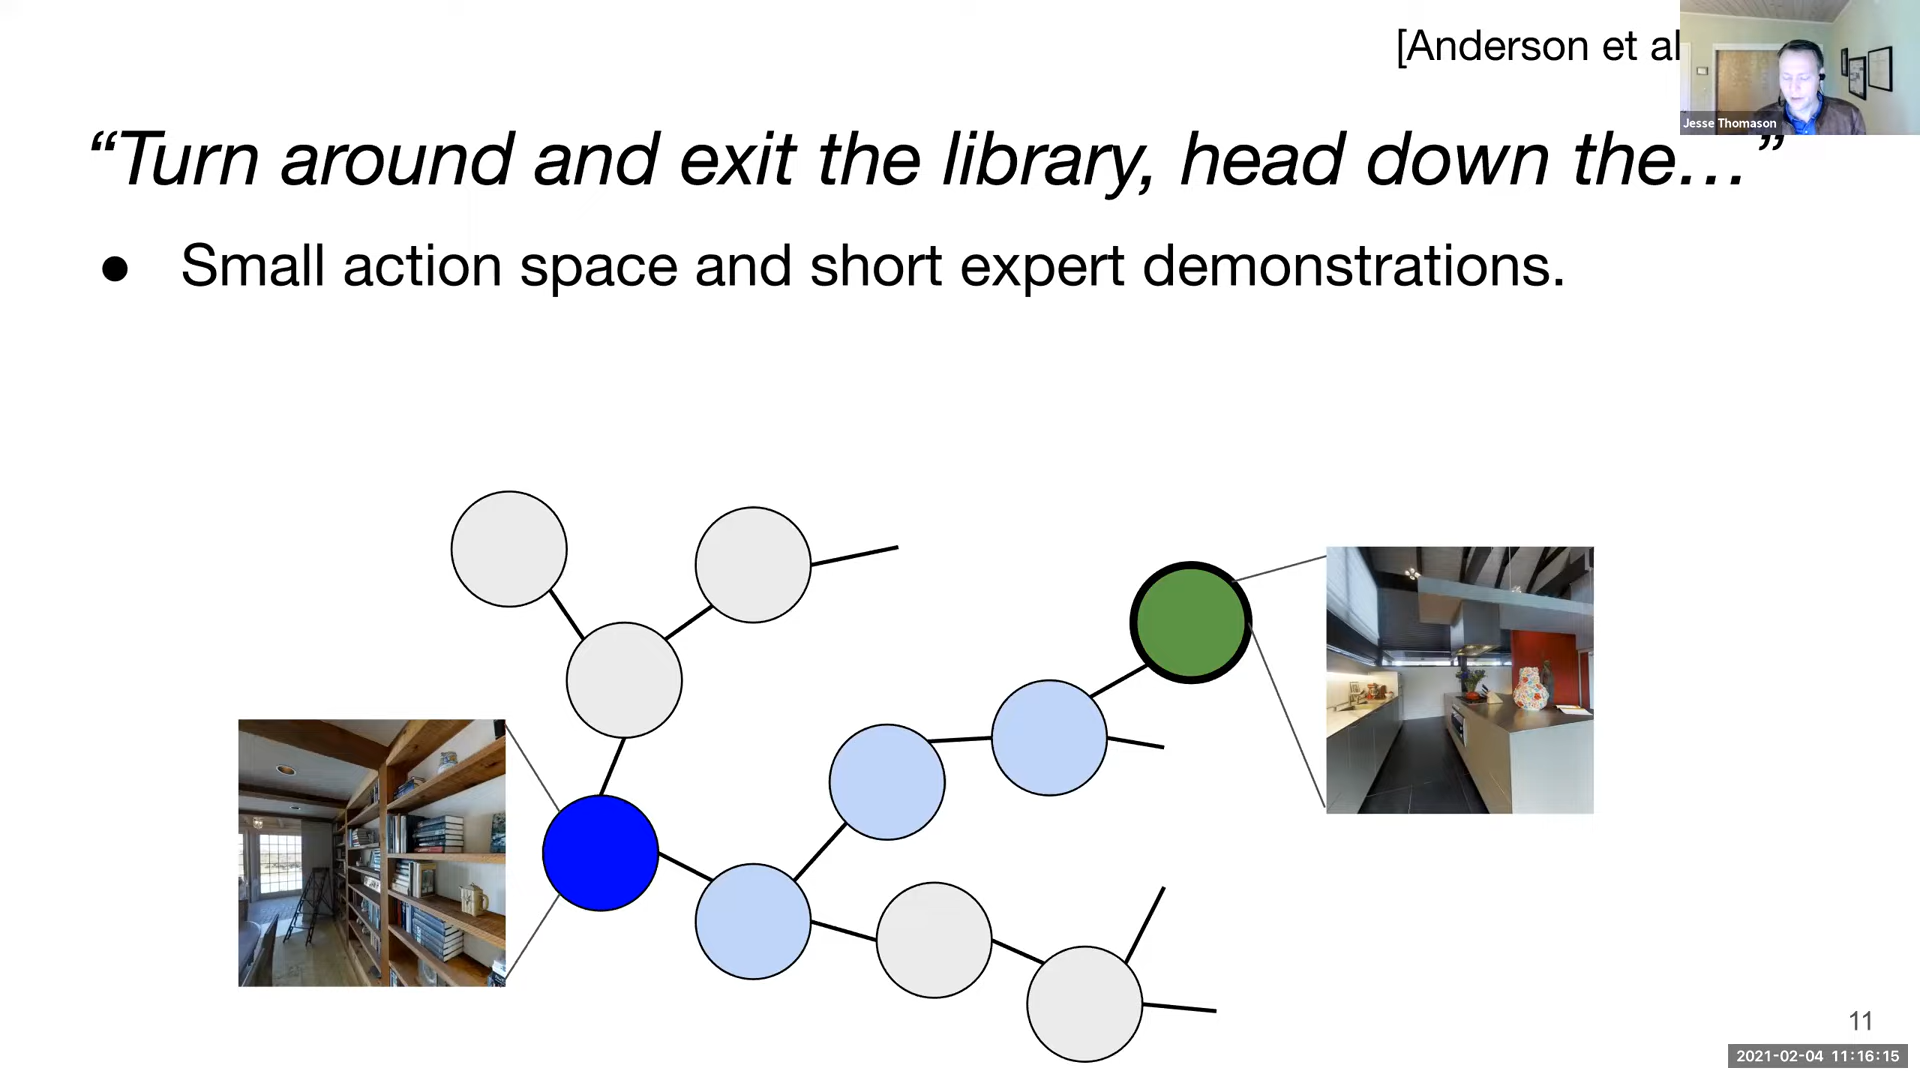 [Anderson et al
Jesse Thomason
“Turn around and exit the library, head down the…”
● Small action space and short expert demonstrations.
11
2021-02-04 11:16:15